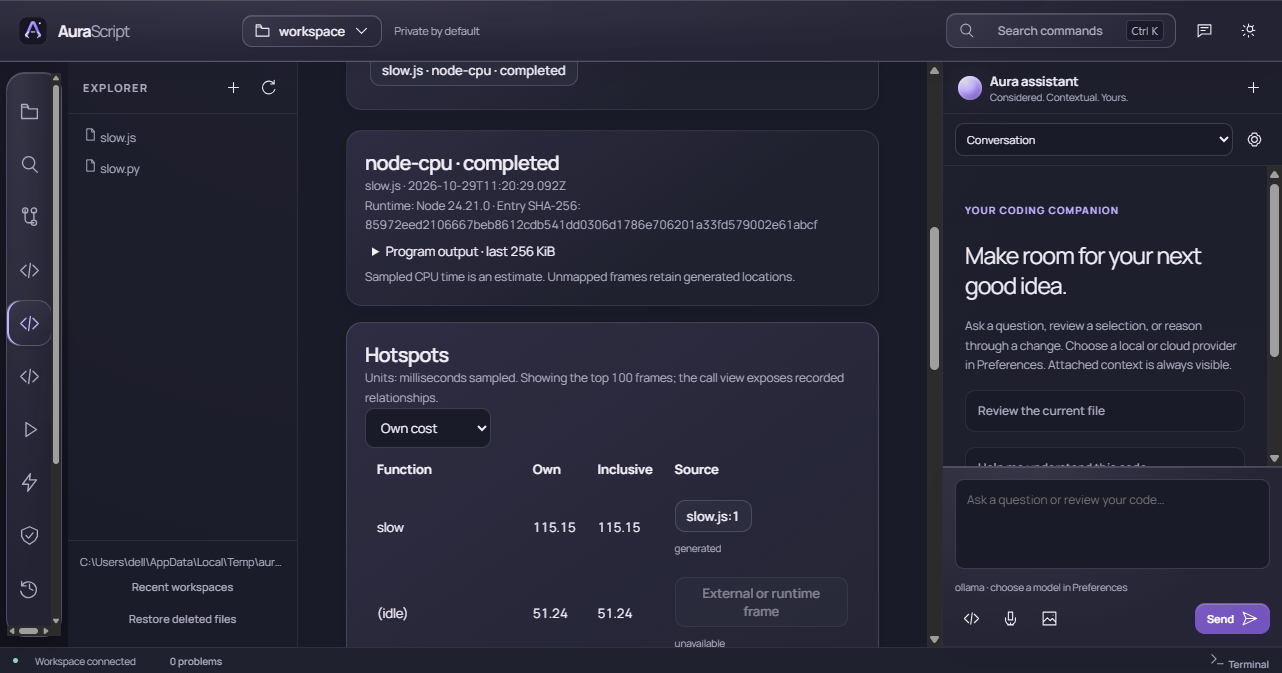 AuraScript
workspace
Private by default
Search commands
Ctrl K
EXPLORER
slow.js
slow.py
C:\Users\dell\AppData\Local\Temp\aur...
Recent workspaces
Restore deleted files
slow.js · node-cpu · completed
node-cpu · completed
slow.js · 2026-10-29T11:20:29.092Z
Runtime: Node 24.21.0 · Entry SHA-256:
85972eed2106667beb8612cdb541dd0306d1786e706201a33fd579002e61abcf
Program output · last 256 KiB
Sampled CPU time is an estimate. Unmapped frames retain generated locations.
Hotspots
Units: milliseconds sampled. Showing the top 100 frames; the call view exposes recorded
relationships.
Own cost
Function Own Inclusive Source
slow 115.15 115.15 slow.js:1
generated
(idle) 51.24 51.24 External or runtime
frame
unavailable
Aura assistant
Considered. Contextual. Yours.
Conversation
YOUR CODING COMPANION
Make room for your next
good idea.
Ask a question, review a selection, or reason
through a change. Choose a local or cloud provider
in Preferences. Attached context is always visible.
Review the current file
Help me understand this code
Ask a question or review your code...
ollama · choose a model in Preferences
Send
Workspace connected
0 problems
Terminal